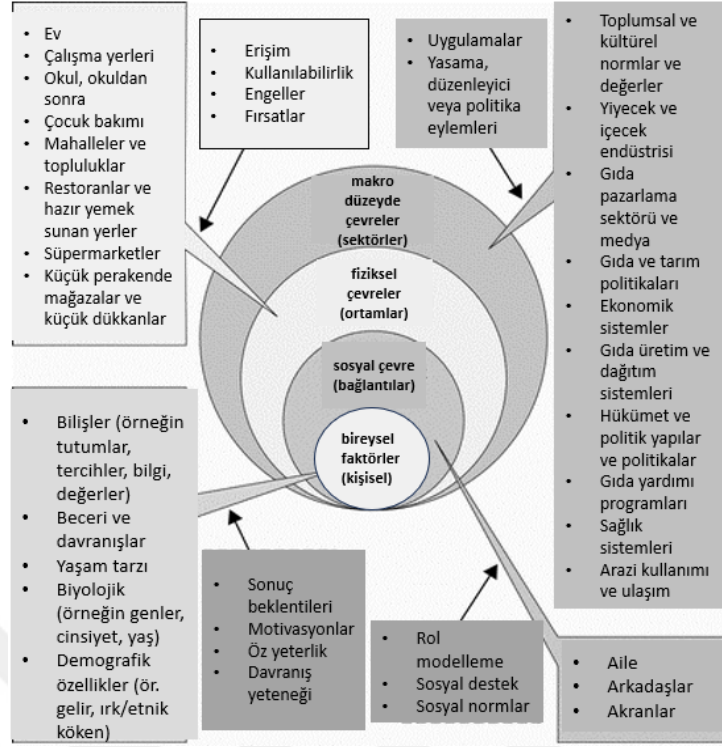 • Ev
• Çalışma yerleri
• Okul, okuldan
sonra
• Çocuk bakımı
• Mahalleler ve
topluluklar
• Restoranlar ve
hazır yemek
sunan yerler
• Süpermarketler
• Küçük perakende
mağazalar ve
küçük dükkanlar
• Erişim
• Kullanılabilirlik
• Engeller
• Fırsatlar
• Uygulamalar
• Yasama,
düzenleyici
veya politika
eylemleri
• Toplumsal ve
kültürel
normlar ve
değerler
• Yiyecek ve
içecek
endüstrisi
• Gıda
pazarlama
sektörü ve
medya
• Gıda ve tarım
politikaları
• Ekonomik
sistemler
• Gıda üretim ve
dağıtım
sistemleri
• Hükümet ve
politik yapılar
ve politikalar
• Gıda yardımı
programları
• Sağlık
sistemleri
• Arazi kullanımı
ve ulaşım
makro
düzeyde
çevreler
(sektörler)
fiziksel
çevreler
(ortamlar)
sosyal çevre
(bağlantılar)
bireysel
faktörler
(kişisel)
• Bilişler (örneğin
tutumlar,
tercihler, bilgi,
değerler)
• Beceri ve
davranışlar
• Yaşam tarzı
• Biyolojik
(örneğin genler,
cinsiyet, yaş)
• Demografik
özellikler (ör.
gelir, ırk/etnik
köken)
• Sonuç
beklentileri
• Motivasyonlar
• Öz yeterlik
• Davranış
yeteneği
• Rol
modelleme
• Sosyal destek
• Sosyal normlar
• Aile
• Arkadaşlar
• Akranlar